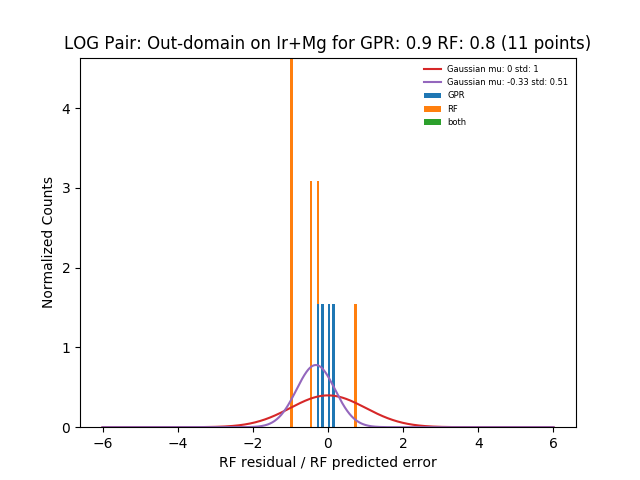 LOG Pair: Out-domain on Ir+Mg for GPR: 0.9 RF: 0.8 (11 points)
Gaussian mu: 0 std: 1
Gaussian mu: -0.33 std: 0.51
GPR
RF
both
Normalized Counts
4
3
2
1
0
−6
−4
−2
0
2
4
6
RF residual / RF predicted error